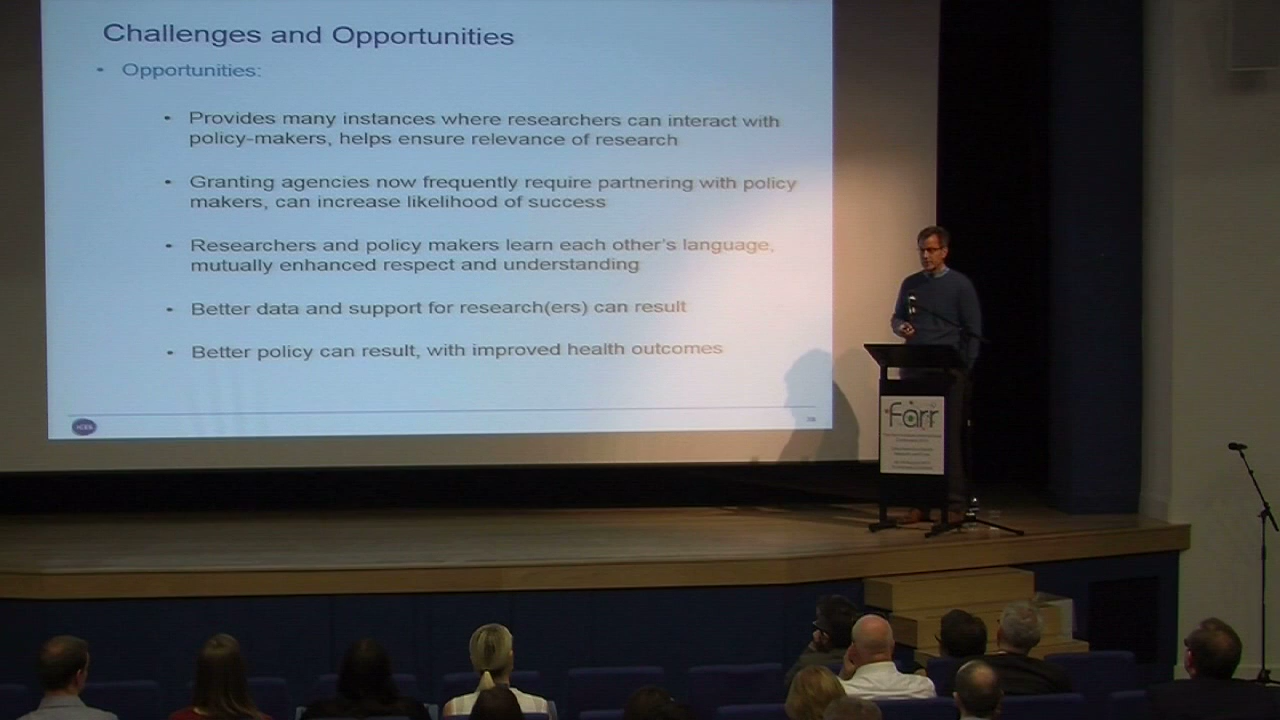 Challenges and Opportunities
• Opportunities:
• Provides many instances where researchers can interact with
policy-makers, helps ensure relevance of research
• Granting agencies now frequently require partnering with policy
makers, can increase likelihood of success
• Researchers and policy makers learn each other's language,
mutually enhanced respect and understanding
• Better data and support for research(ers) can result
• Better policy can result, with improved health outcomes
ICES
farr